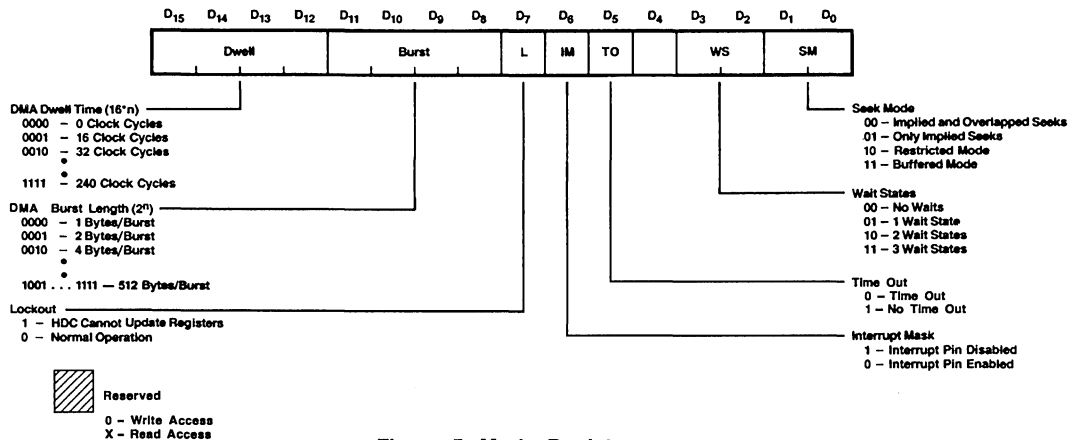 D15 D14 D13 D12 D11 D10 D9 D8 D7 D6 D5 D4 D3 D2 D1 D0
Dwell Burst L IM TO WS SM
DMA Dwell Time (16*n)
0000 – 0 Clock Cycles
0001 – 16 Clock Cycles
0010 – 32 Clock Cycles
•
•
1111 – 240 Clock Cycles
DMA Burst Length (2ⁿ)
0000 – 1 Bytes/Burst
0001 – 2 Bytes/Burst
0010 – 4 Bytes/Burst
•
•
1001 . . . 1111 — 512 Bytes/Burst
Lockout
1 – HDC Cannot Update Registers
0 – Normal Operation
Reserved
0 – Write Access
X – Read Access
Seek Mode
00 – Implied and Overlapped Seeks
01 – Only Implied Seeks
10 – Restricted Mode
11 – Buffered Mode
Wait States
00 – No Waits
01 – 1 Wait State
10 – 2 Wait States
11 – 3 Wait States
Time Out
0 – Time Out
1 – No Time Out
Interrupt Mask
1 – Interrupt Pin Disabled
0 – Interrupt Pin Enabled